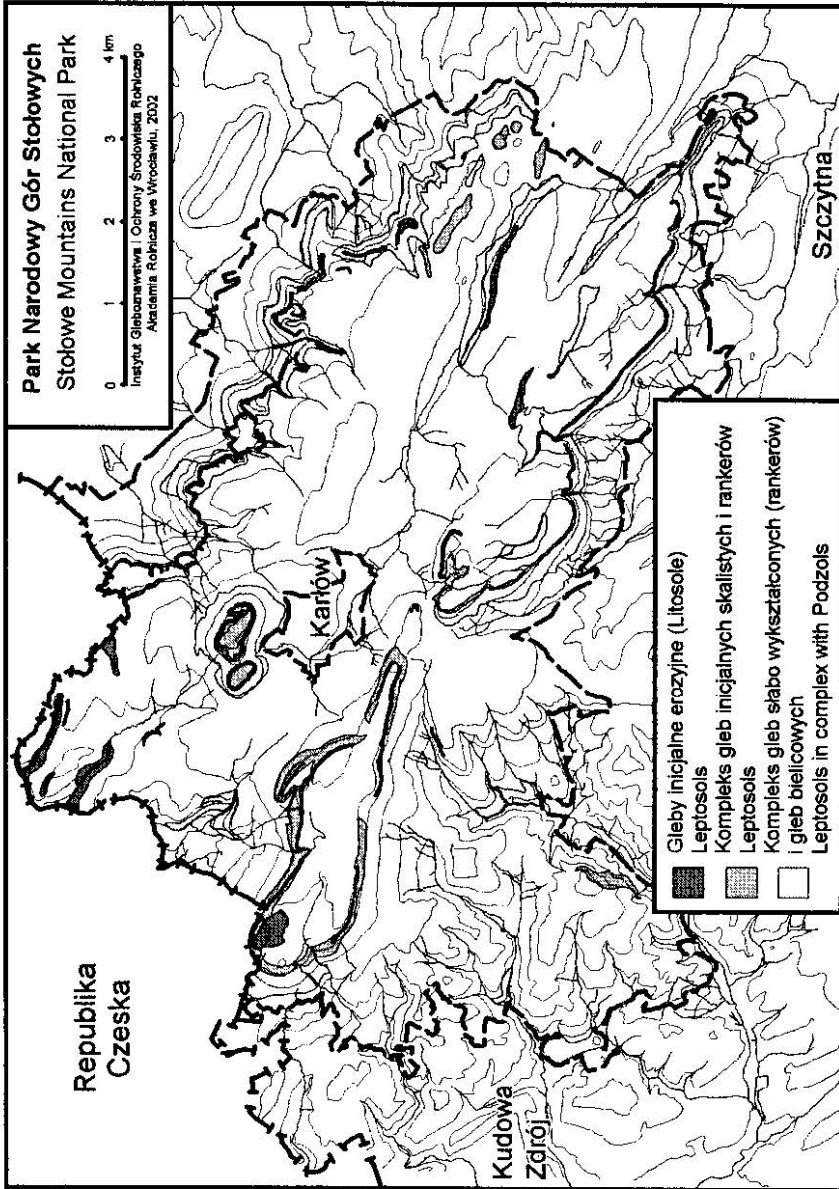 Park Narodowy Gór Stołowych
Stołowe Mountains National Park
0 1 2 3 4 km
Instytut Gleboznawstwa i Ochrony Środowiska Rolniczego
Akademia Rolnicza we Wrocławiu, 2002
Republika
Czeska
Karłów
Kudowa
Zdrój
Szczytna
Gleby inicjalne erozyjne (Litosole)
Leptosols
Kompleks gleb inicjalnych skalistych i rankerów
Leptosols
Kompleks gleb słabo wykształconych (rankerów)
i gleb bielicowych
Leptosols in complex with Podzols